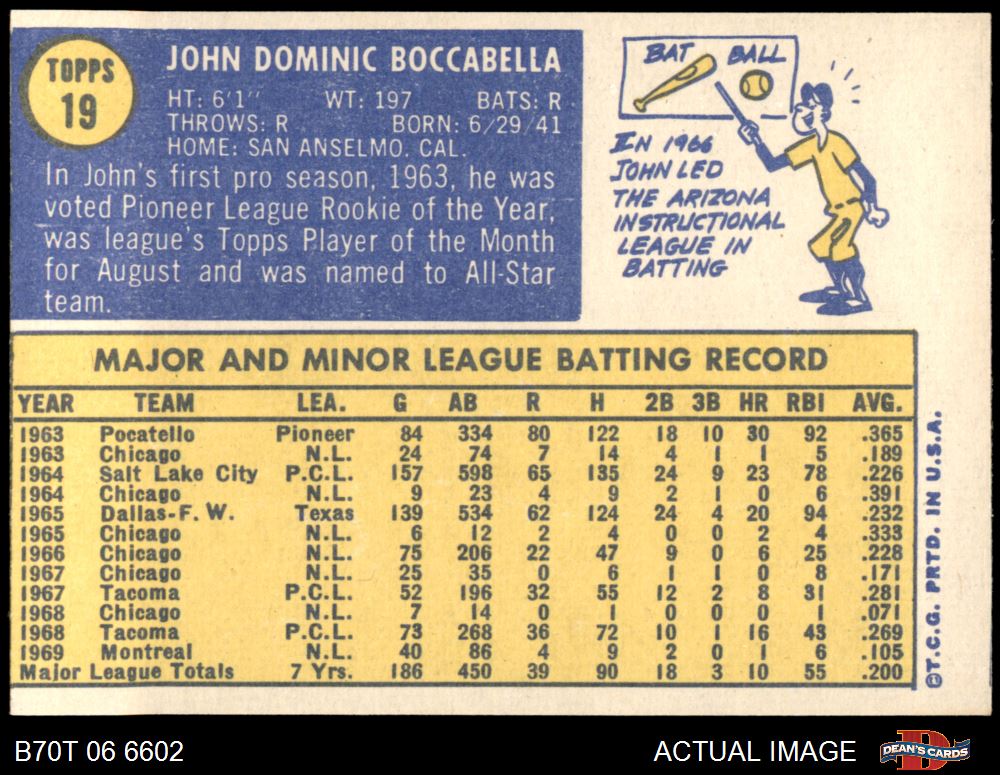 TOPPS
19
JOHN DOMINIC BOCCABELLA
HT: 6'1" WT: 197 BATS: R
THROWS: R BORN: 6/29/41
HOME: SAN ANSELMO, CAL.
In John's first pro season, 1963, he was
voted Pioneer League Rookie of the Year,
was league's Topps Player of the Month
for August and was named to All-Star
team.
BAT BALL
IN 1966
JOHN LED
THE ARIZONA
INSTRUCTIONAL
LEAGUE IN
BATTING
MAJOR AND MINOR LEAGUE BATTING RECORD
YEAR TEAM LEA. G AB R H 2B 3B HR RBI AVG.
1963 Pocatello Pioneer 84 334 80 122 18 10 30 92 .365
1963 Chicago N.L. 24 74 7 14 4 1 1 5 .189
1964 Salt Lake City P.C.L. 157 598 65 135 24 9 23 78 .226
1964 Chicago N.L. 9 23 4 9 2 1 0 6 .391
1965 Dallas-F. W. Texas 139 534 62 124 24 4 20 94 .232
1965 Chicago N.L. 6 12 2 4 0 0 2 4 .333
1966 Chicago N.L. 75 206 22 47 9 0 6 25 .228
1967 Chicago N.L. 25 35 0 6 1 1 0 8 .171
1967 Tacoma P.C.L. 52 196 32 55 12 2 8 31 .281
1968 Chicago N.L. 7 14 0 1 0 0 0 1 .071
1968 Tacoma P.C.L. 73 268 36 72 10 1 16 43 .269
1969 Montreal N.L. 40 86 4 9 2 0 1 6 .105
Major League Totals 7 Yrs. 186 450 39 90 18 3 10 55 .200
©T.C.G. PRTD. IN U.S.A.
B70T 06 6602
ACTUAL IMAGE
D
DEAN'S CARDS